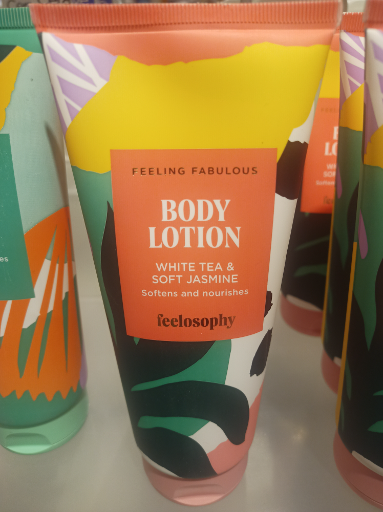 FEELING FABULOUS
BODY
LOTION
WHITE TEA &
SOFT JASMINE
Softens and nourishes
feelosophy